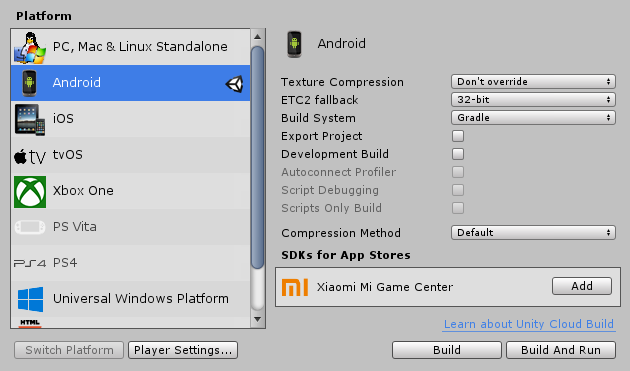 Platform
PC, Mac & Linux Standalone
Android
iOS
tv
tvOS
Xbox One
PS Vita
PS4
PS4
Universal Windows Platform
HTML
Switch Platform
Player Settings...
Android
Texture Compression
Don't override
ETC2 fallback
32-bit
Build System
Gradle
Export Project
Development Build
Autoconnect Profiler
Script Debugging
Scripts Only Build
Compression Method
Default
SDKs for App Stores
MI
Xiaomi Mi Game Center
Add
Learn about Unity Cloud Build
Build
Build And Run